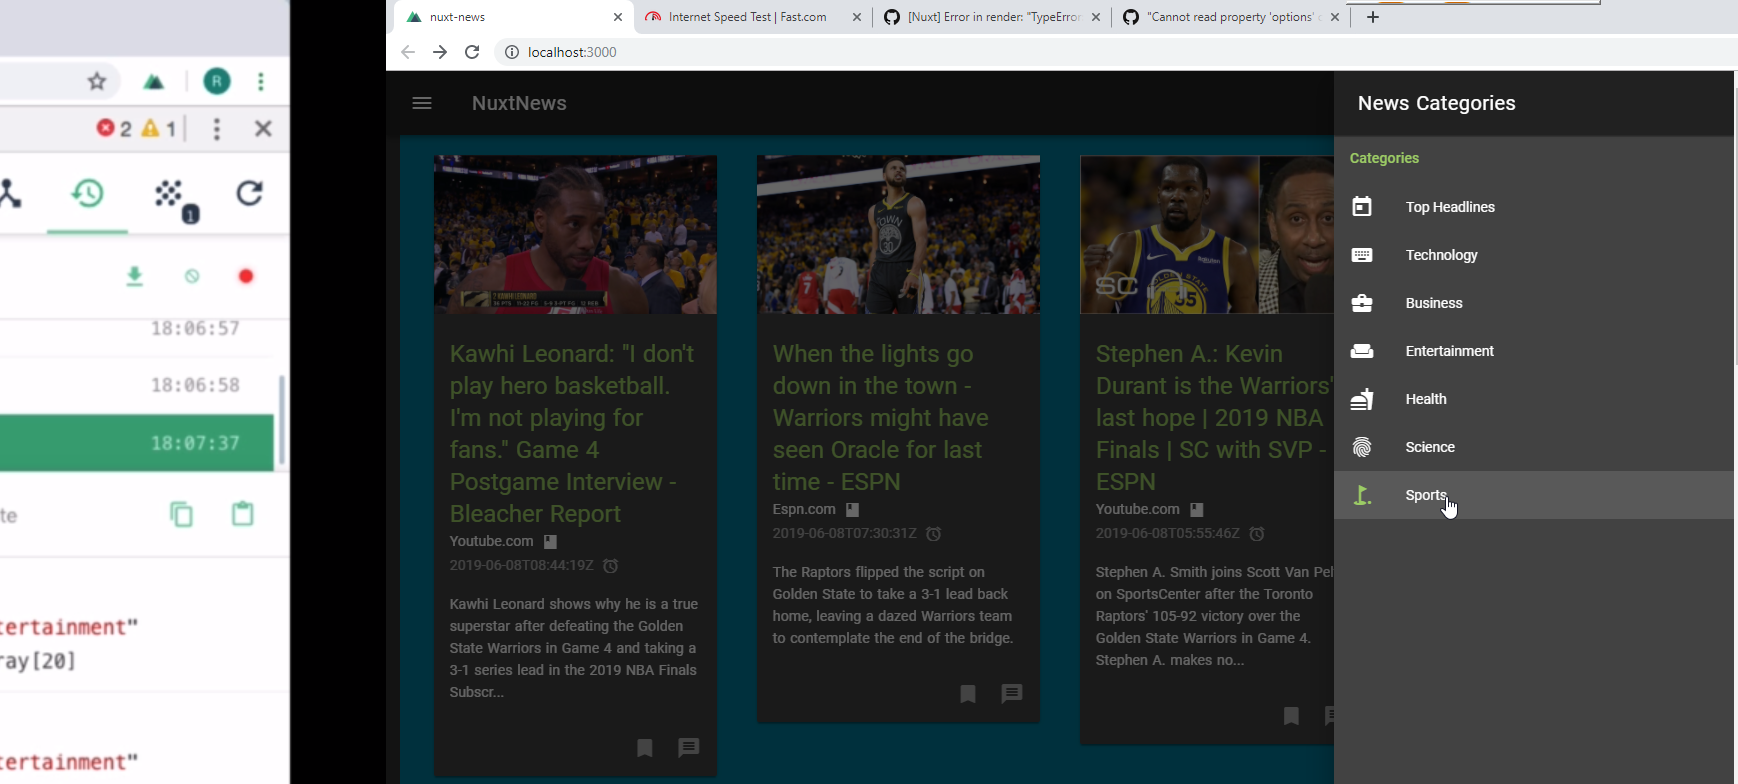 R
2 1
1
18:06:57
18:06:58
18:07:37
te
tertainment"
ray[20]
tertainment"
nuxt-news
Internet Speed Test | Fast.com
[Nuxt] Error in render: "TypeError
"Cannot read property 'options'
localhost:3000
NuxtNews
Kawhi Leonard: "I don't
play hero basketball.
I'm not playing for
fans." Game 4
Postgame Interview -
Bleacher Report
Youtube.com
2019-06-08T08:44:19Z
Kawhi Leonard shows why he is a true
superstar after defeating the Golden
State Warriors in Game 4 and taking a
3-1 series lead in the 2019 NBA Finals
Subscr...
TOWN
30
7
When the lights go
down in the town -
Warriors might have
seen Oracle for last
time - ESPN
Espn.com
2019-06-08T07:30:31Z
The Raptors flipped the script on
Golden State to take a 3-1 lead back
home, leaving a dazed Warriors team
to contemplate the end of the bridge.
SC
35
Stephen A.: Kevin
Durant is the Warriors'
last hope | 2019 NBA
Finals | SC with SVP -
ESPN
Youtube.com
2019-06-08T05:55:46Z
Stephen A. Smith joins Scott Van Pel
on SportsCenter after the Toronto
Raptors' 105-92 victory over the
Golden State Warriors in Game 4.
Stephen A. makes no...
News Categories
Categories
Top Headlines
Technology
Business
Entertainment
Health
Science
Sports